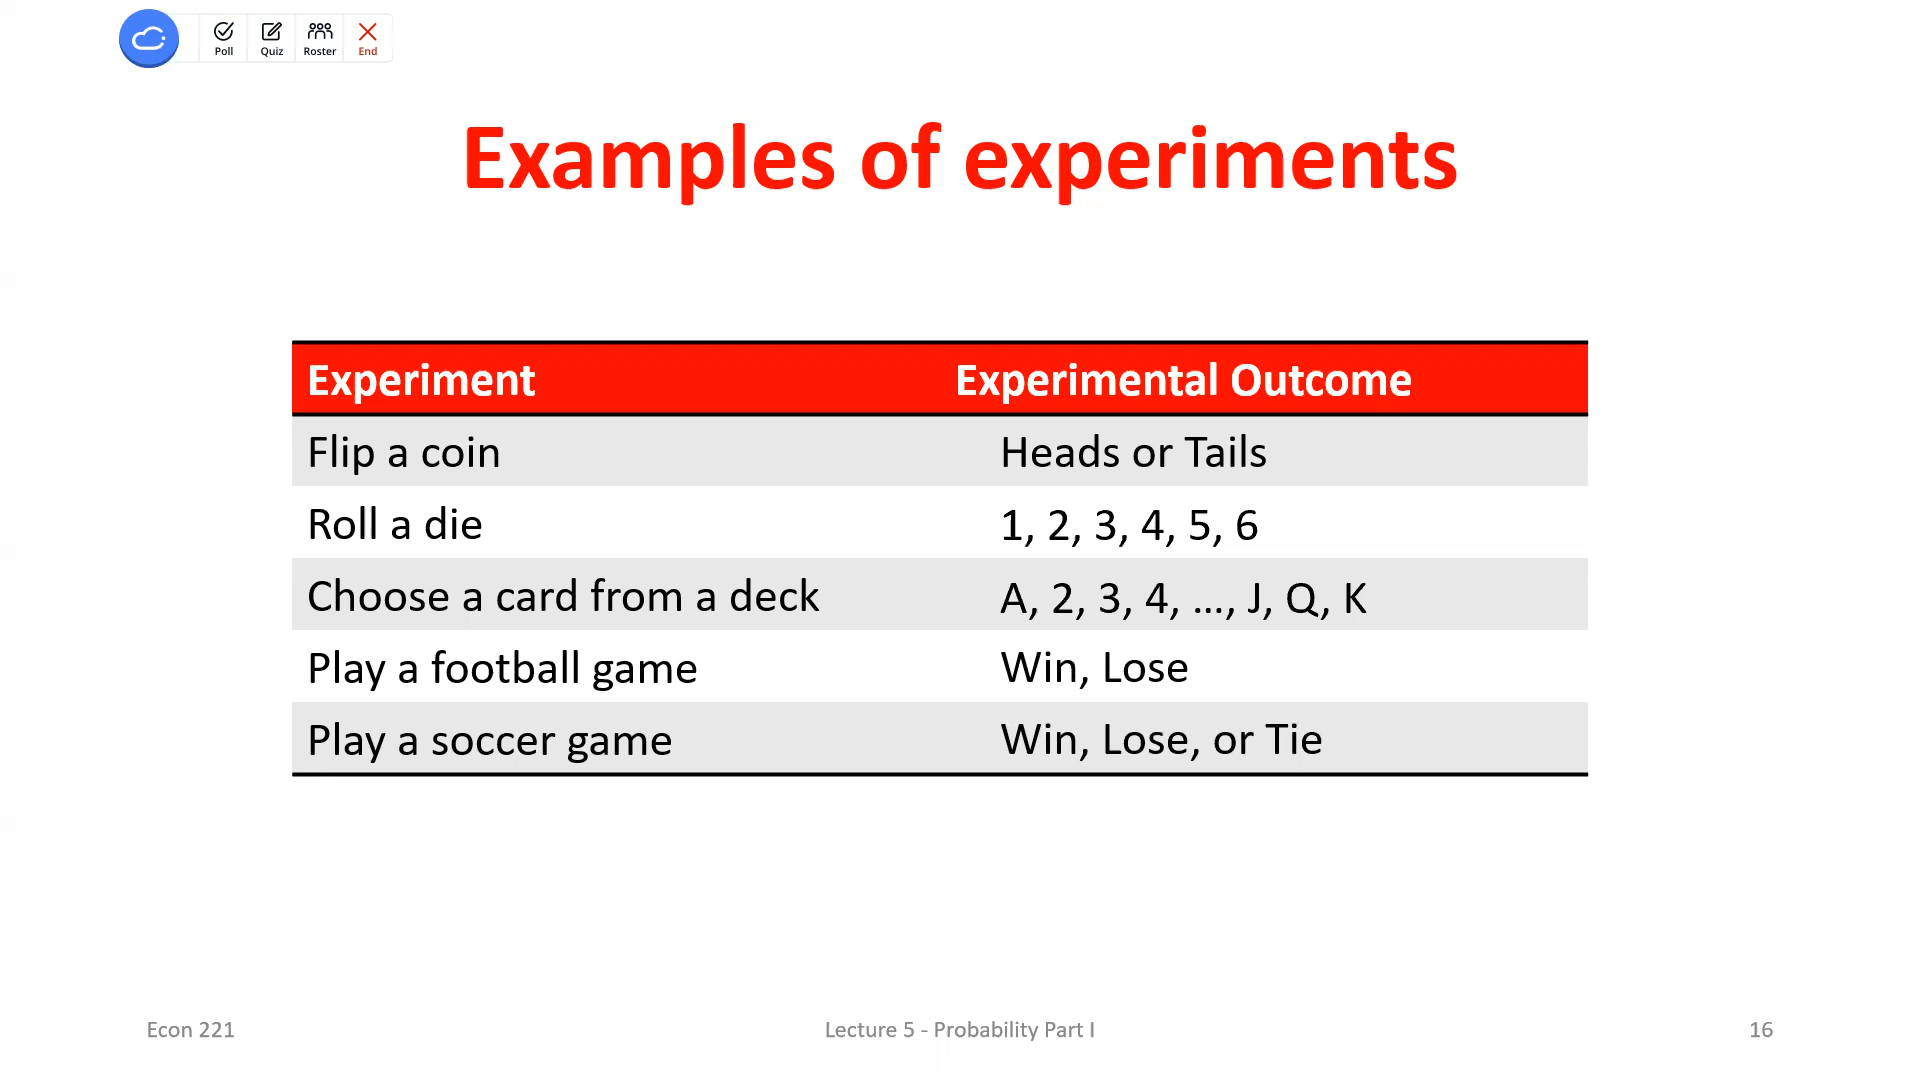 Poll Quiz Roster End
Examples of experiments
Experiment Experimental Outcome
Flip a coin Heads or Tails
Roll a die 1, 2, 3, 4, 5, 6
Choose a card from a deck A, 2, 3, 4, ..., J, Q, K
Play a football game Win, Lose
Play a soccer game Win, Lose, or Tie
Econ 221 Lecture 5 - Probability Part I 16